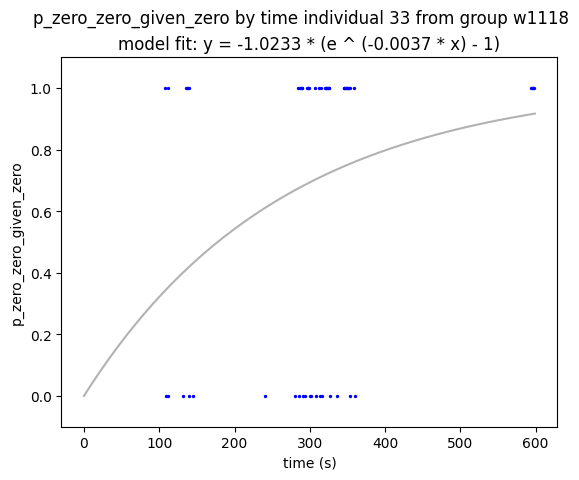 p_zero_zero_given_zero by time individual 33 from group w1118
model fit: y = -1.0233 * (e ^ (-0.0037 * x) - 1)
p_zero_zero_given_zero
1.0
0.8
0.6
0.4
0.2
0.0
0 100 200 300 400 500 600
time (s)